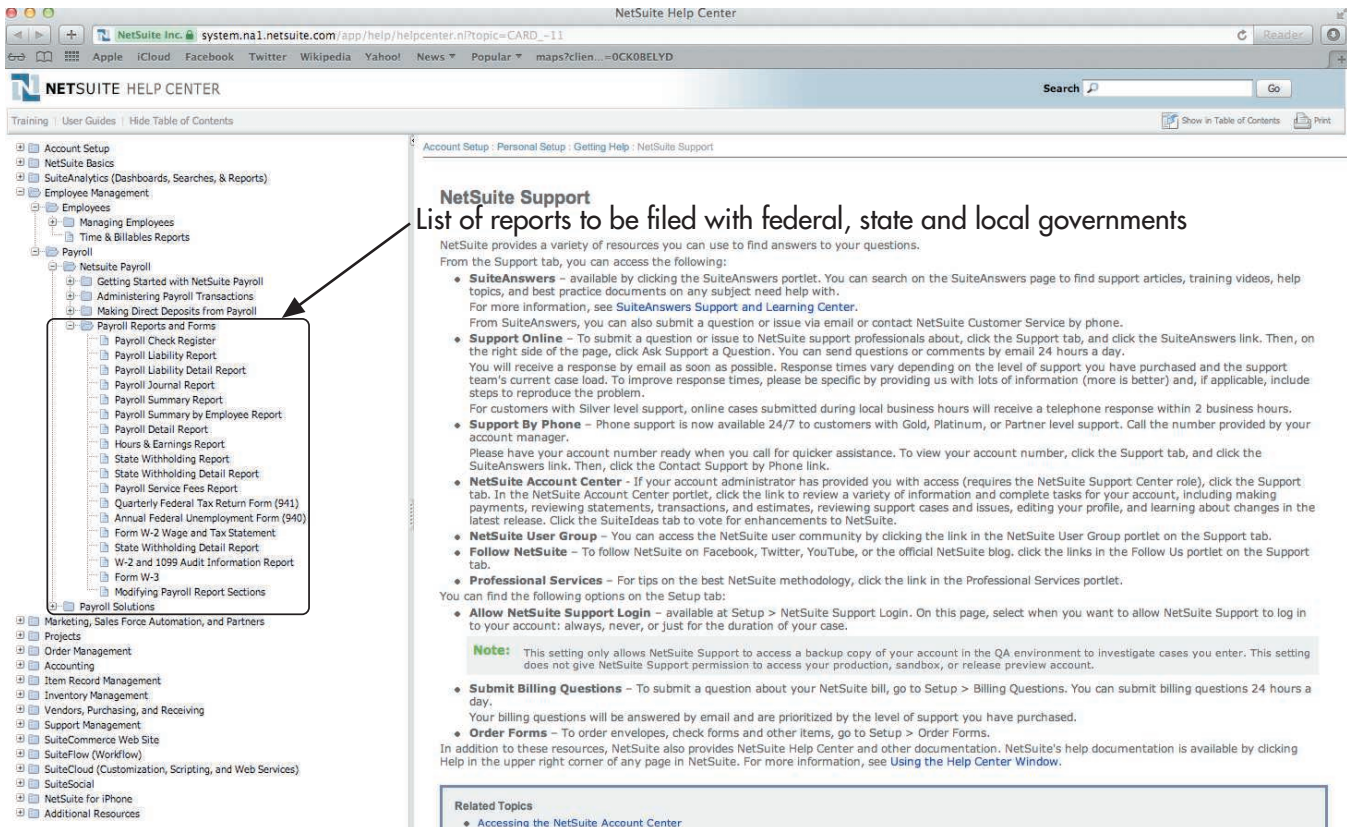 NetSuite Help Center
NetSuite Inc. system.na1.netsuite.com/app/help/helpcenter.nl?topic=CARD_-11
Reader
Apple iCloud Facebook Twitter Wikipedia Yahoo! News Popular maps?clien...=0CK0BELYD
NETSUITE HELP CENTER
Search
Go
Training | User Guides | Hide Table of Contents
Show in Table of Contents
Print
Account Setup
NetSuite Basics
SuiteAnalytics (Dashboards, Searches, & Reports)
Employee Management
Employees
Managing Employees
Time & Billables Reports
Payroll
Netsuite Payroll
Getting Started with NetSuite Payroll
Administering Payroll Transactions
Making Direct Deposits from Payroll
Payroll Reports and Forms
Payroll Check Register
Payroll Liability Report
Payroll Liability Detail Report
Payroll Journal Report
Payroll Summary Report
Payroll Summary by Employee Report
Payroll Detail Report
Hours & Earnings Report
State Withholding Report
State Withholding Detail Report
Payroll Service Fees Report
Quarterly Federal Tax Return Form (941)
Annual Federal Unemployment Form (940)
Form W-2 Wage and Tax Statement
State Withholding Detail Report
W-2 and 1099 Audit Information Report
Form W-3
Modifying Payroll Report Sections
Payroll Solutions
Marketing, Sales Force Automation, and Partners
Projects
Order Management
Accounting
Item Record Management
Inventory Management
Vendors, Purchasing, and Receiving
Support Management
SuiteCommerce Web Site
SuiteFlow (Workflow)
SuiteCloud (Customization, Scripting, and Web Services)
SuiteSocial
NetSuite for iPhone
Additional Resources
Account Setup : Personal Setup : Getting Help : NetSuite Support
NetSuite Support
List of reports to be filed with federal, state and local governments
NetSuite provides a variety of resources you can use to find answers to your questions.
From the Support tab, you can access the following:
• SuiteAnswers – available by clicking the SuiteAnswers portlet. You can search on the SuiteAnswers page to find support articles, training videos, help
topics, and best practice documents on any subject need help with.
For more information, see SuiteAnswers Support and Learning Center.
From SuiteAnswers, you can also submit a question or issue via email or contact NetSuite Customer Service by phone.
• Support Online – To submit a question or issue to NetSuite support professionals about, click the Support tab, and click the SuiteAnswers link. Then, on
the right side of the page, click Ask Support a Question. You can send questions or comments by email 24 hours a day.
You will receive a response by email as soon as possible. Response times vary depending on the level of support you have purchased and the support
team's current case load. To improve response times, please be specific by providing us with lots of information (more is better) and, if applicable, include
steps to reproduce the problem.
For customers with Silver level support, online cases submitted during local business hours will receive a telephone response within 2 business hours.
• Support By Phone – Phone support is now available 24/7 to customers with Gold, Platinum, or Partner level support. Call the number provided by your
account manager.
Please have your account number ready when you call for quicker assistance. To view your account number, click the Support tab, and click the
SuiteAnswers link. Then, click the Contact Support by Phone link.
• NetSuite Account Center - If your account administrator has provided you with access (requires the NetSuite Support Center role), click the Support
tab. In the NetSuite Account Center portlet, click the link to review a variety of information and complete tasks for your account, including making
payments, reviewing statements, transactions, and estimates, reviewing support cases and issues, editing your profile, and learning about changes in the
latest release. Click the SuiteIdeas tab to vote for enhancements to NetSuite.
• NetSuite User Group – You can access the NetSuite user community by clicking the link in the NetSuite User Group portlet on the Support tab.
• Follow NetSuite – To follow NetSuite on Facebook, Twitter, YouTube, or the official NetSuite blog. click the links in the Follow Us portlet on the Support
tab.
• Professional Services – For tips on the best NetSuite methodology, click the link in the Professional Services portlet.
You can find the following options on the Setup tab:
• Allow NetSuite Support Login – available at Setup > NetSuite Support Login. On this page, select when you want to allow NetSuite Support to log in
to your account: always, never, or just for the duration of your case.
Note: This setting only allows NetSuite Support to access a backup copy of your account in the QA environment to investigate cases you enter. This setting
does not give NetSuite Support permission to access your production, sandbox, or release preview account.
• Submit Billing Questions – To submit a question about your NetSuite bill, go to Setup > Billing Questions. You can submit billing questions 24 hours a
day.
Your billing questions will be answered by email and are prioritized by the level of support you have purchased.
• Order Forms – To order envelopes, check forms and other items, go to Setup > Order Forms.
In addition to these resources, NetSuite also provides NetSuite Help Center and other documentation. NetSuite's help documentation is available by clicking
Help in the upper right corner of any page in NetSuite. For more information, see Using the Help Center Window.
Related Topics
• Accessing the NetSuite Account Center